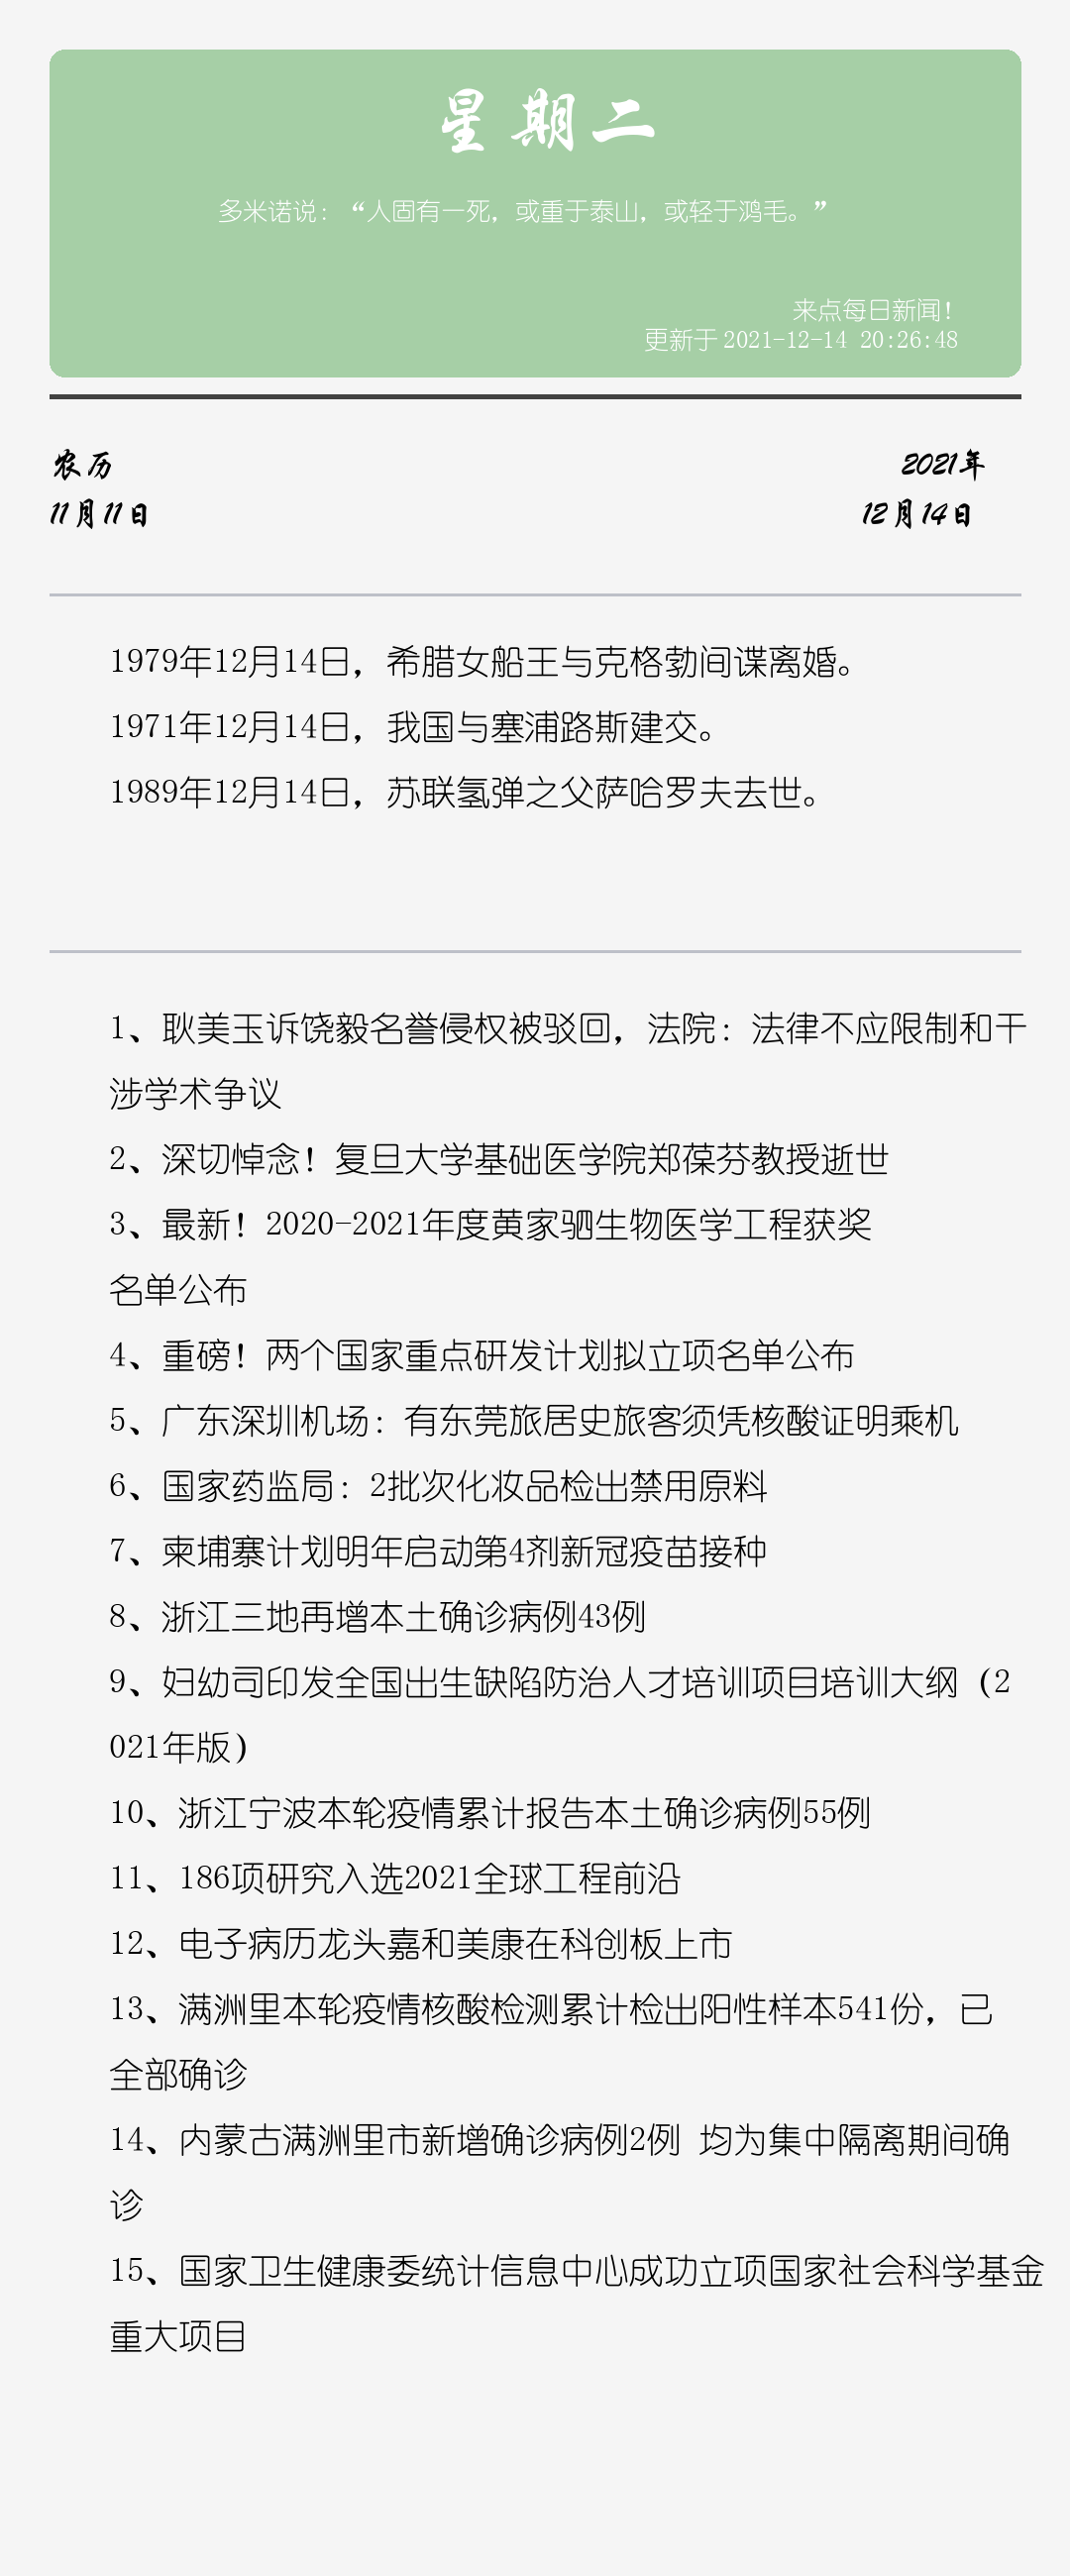 星期二
多米诺说：“人固有一死，或重于泰山，或轻于鸿毛。”
来点每日新闻！
更新于 2021-12-14 20:26:48
农历
2021年
11月11日
12月14日
1979年12月14日，希腊女船王与克格勃间谍离婚。
1971年12月14日，我国与塞浦路斯建交。
1989年12月14日，苏联氢弹之父萨哈罗夫去世。
1、耿美玉诉饶毅名誉侵权被驳回，法院：法律不应限制和干
涉学术争议
2、深切悼念！复旦大学基础医学院郑葆芬教授逝世
3、最新！2020-2021年度黄家驷生物医学工程获奖
名单公布
4、重磅！两个国家重点研发计划拟立项名单公布
5、广东深圳机场：有东莞旅居史旅客须凭核酸证明乘机
6、国家药监局：2批次化妆品检出禁用原料
7、柬埔寨计划明年启动第4剂新冠疫苗接种
8、浙江三地再增本土确诊病例43例
9、妇幼司印发全国出生缺陷防治人才培训项目培训大纲（2
021年版）
10、浙江宁波本轮疫情累计报告本土确诊病例55例
11、186项研究入选2021全球工程前沿
12、电子病历龙头嘉和美康在科创板上市
13、满洲里本轮疫情核酸检测累计检出阳性样本541份，已
全部确诊
14、内蒙古满洲里市新增确诊病例2例 均为集中隔离期间确
诊
15、国家卫生健康委统计信息中心成功立项国家社会科学基金
重大项目